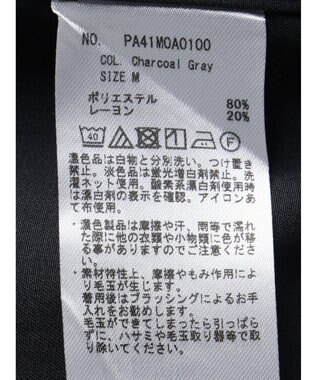 NO. PA41M0A0100
COL. Charcoal Gray
SIZE M
ポリエステル 80%
レーヨン 20%
40
F
濃色品は白物と分別洗い。つけ置き
禁止。淡色品は蛍光増白剤禁止。洗
濯ネット使用。酸素系漂白剤使用時
は漂白剤の表示を確認。アイロンあ
て布使用。
・濃色製品は摩擦や汗、雨等で濡れ
た際に他の衣類や小物類に色が移
る事がありますのでご注意くださ
い。
・素材特性上、摩擦やもみ作用によ
り毛玉が生じます。
着用後はブラッシングによるお手
入れをお勧めします。
毛玉ができてしまったら引っぱら
ずに、ハサミや毛玉取り器等で取
り除いてください。